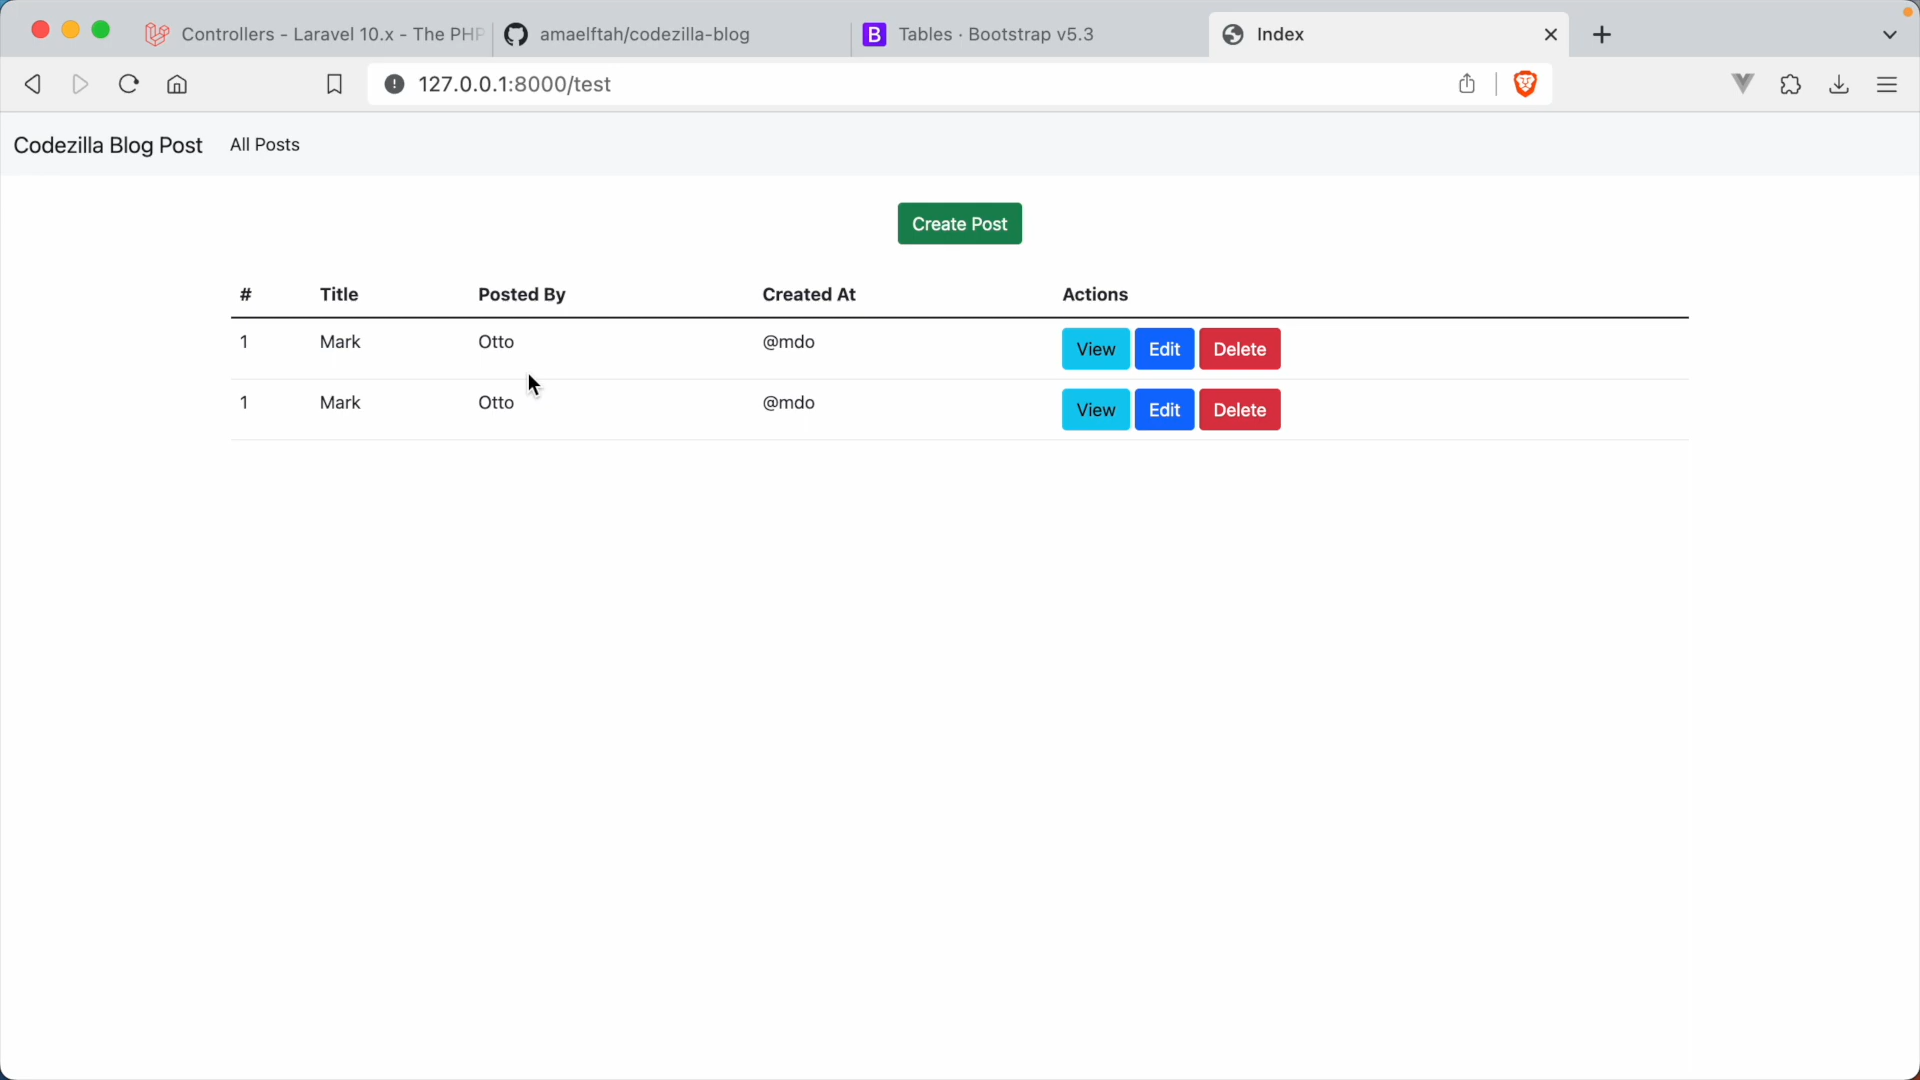 Controllers - Laravel 10.x - The PHP
amaelftah/codezilla-blog
B Tables · Bootstrap v5.3
Index
127.0.0.1:8000/test
Codezilla Blog Post All Posts
Create Post
# Title Posted By Created At Actions
1 Mark Otto @mdo View Edit Delete
1 Mark Otto @mdo View Edit Delete